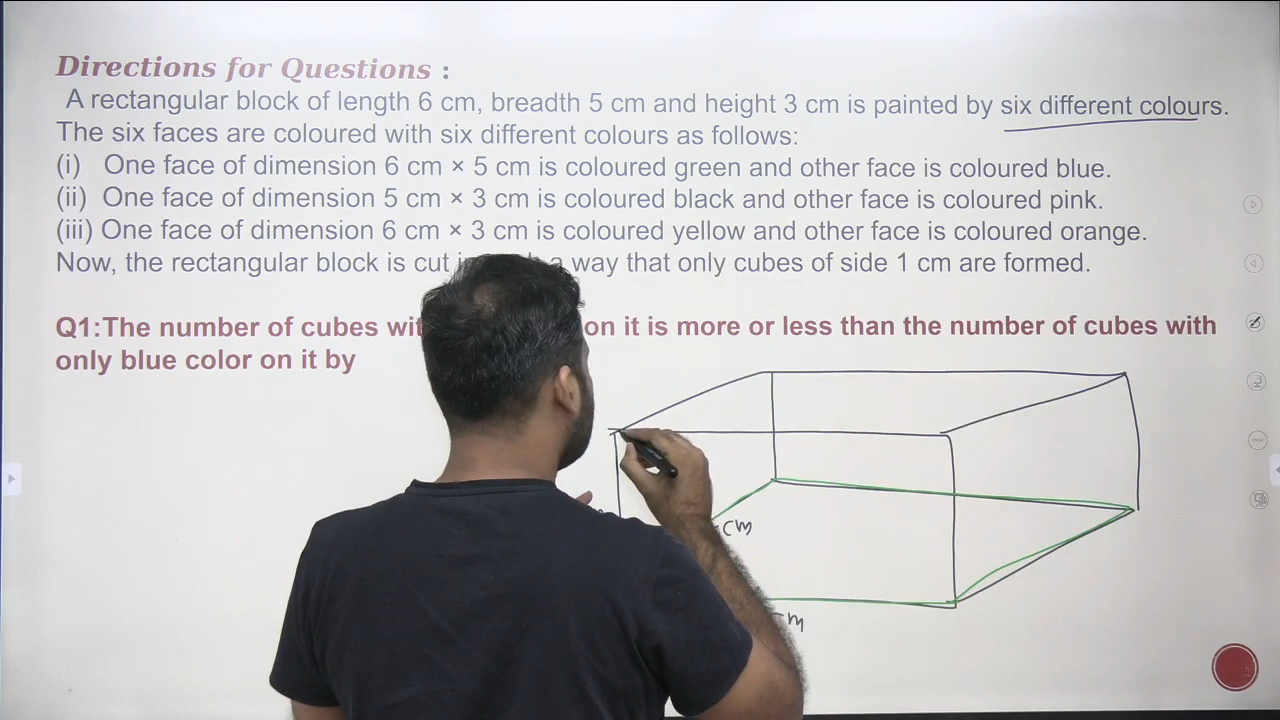 Directions for Questions :
A rectangular block of length 6 cm, breadth 5 cm and height 3 cm is painted by six different colours.
The six faces are coloured with six different colours as follows:
(i) One face of dimension 6 cm × 5 cm is coloured green and other face is coloured blue.
(ii) One face of dimension 5 cm × 3 cm is coloured black and other face is coloured pink.
(iii) One face of dimension 6 cm × 3 cm is coloured yellow and other face is coloured orange.
Now, the rectangular block is cut a way that only cubes of side 1 cm are formed.
Q1:The number of cubes on it is more or less than the number of cubes with
only blue color on it by
cm